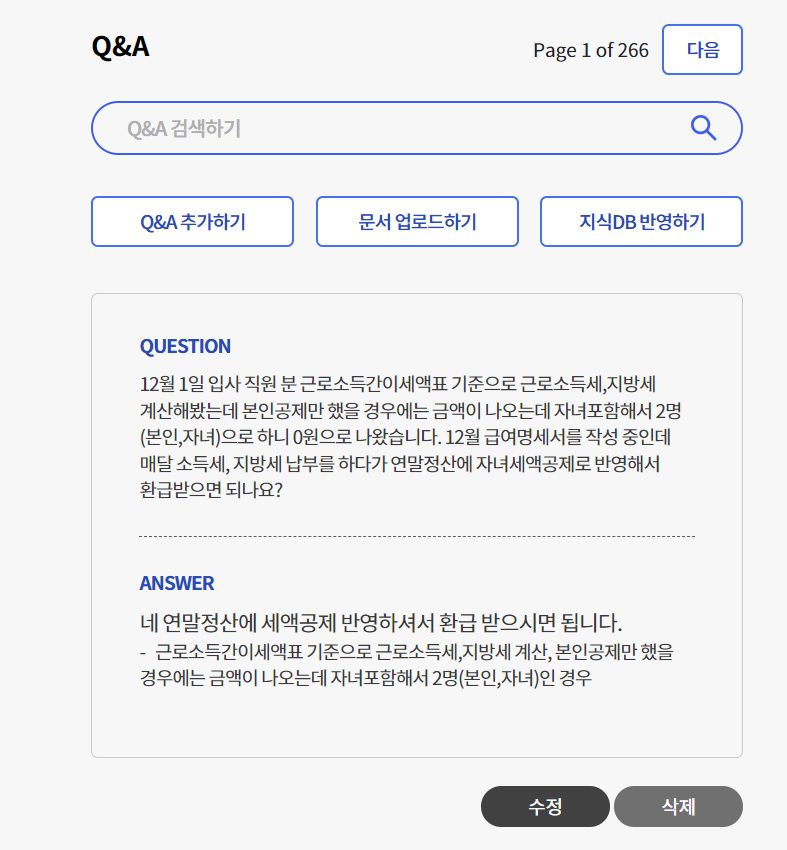 Q&A
Page 1 of 266
다음
Q&A 검색하기
Q&A 추가하기
문서 업로드하기
지식DB 반영하기
QUESTION
12월 1일 입사 직원 분 근로소득간이세액표 기준으로 근로소득세,지방세
계산해봤는데 본인공제만 했을 경우에는 금액이 나오는데 자녀포함해서 2명
(본인,자녀)으로 하니 0원으로 나왔습니다. 12월 급여명세서를 작성 중인데
매달 소득세, 지방세 납부를 하다가 연말정산에 자녀세액공제로 반영해서
환급받으면 되나요?
ANSWER
네 연말정산에 세액공제 반영하셔서 환급 받으시면 됩니다.
- 근로소득간이세액표 기준으로 근로소득세,지방세 계산, 본인공제만 했을
경우에는 금액이 나오는데 자녀포함해서 2명(본인,자녀)인 경우
수정
삭제